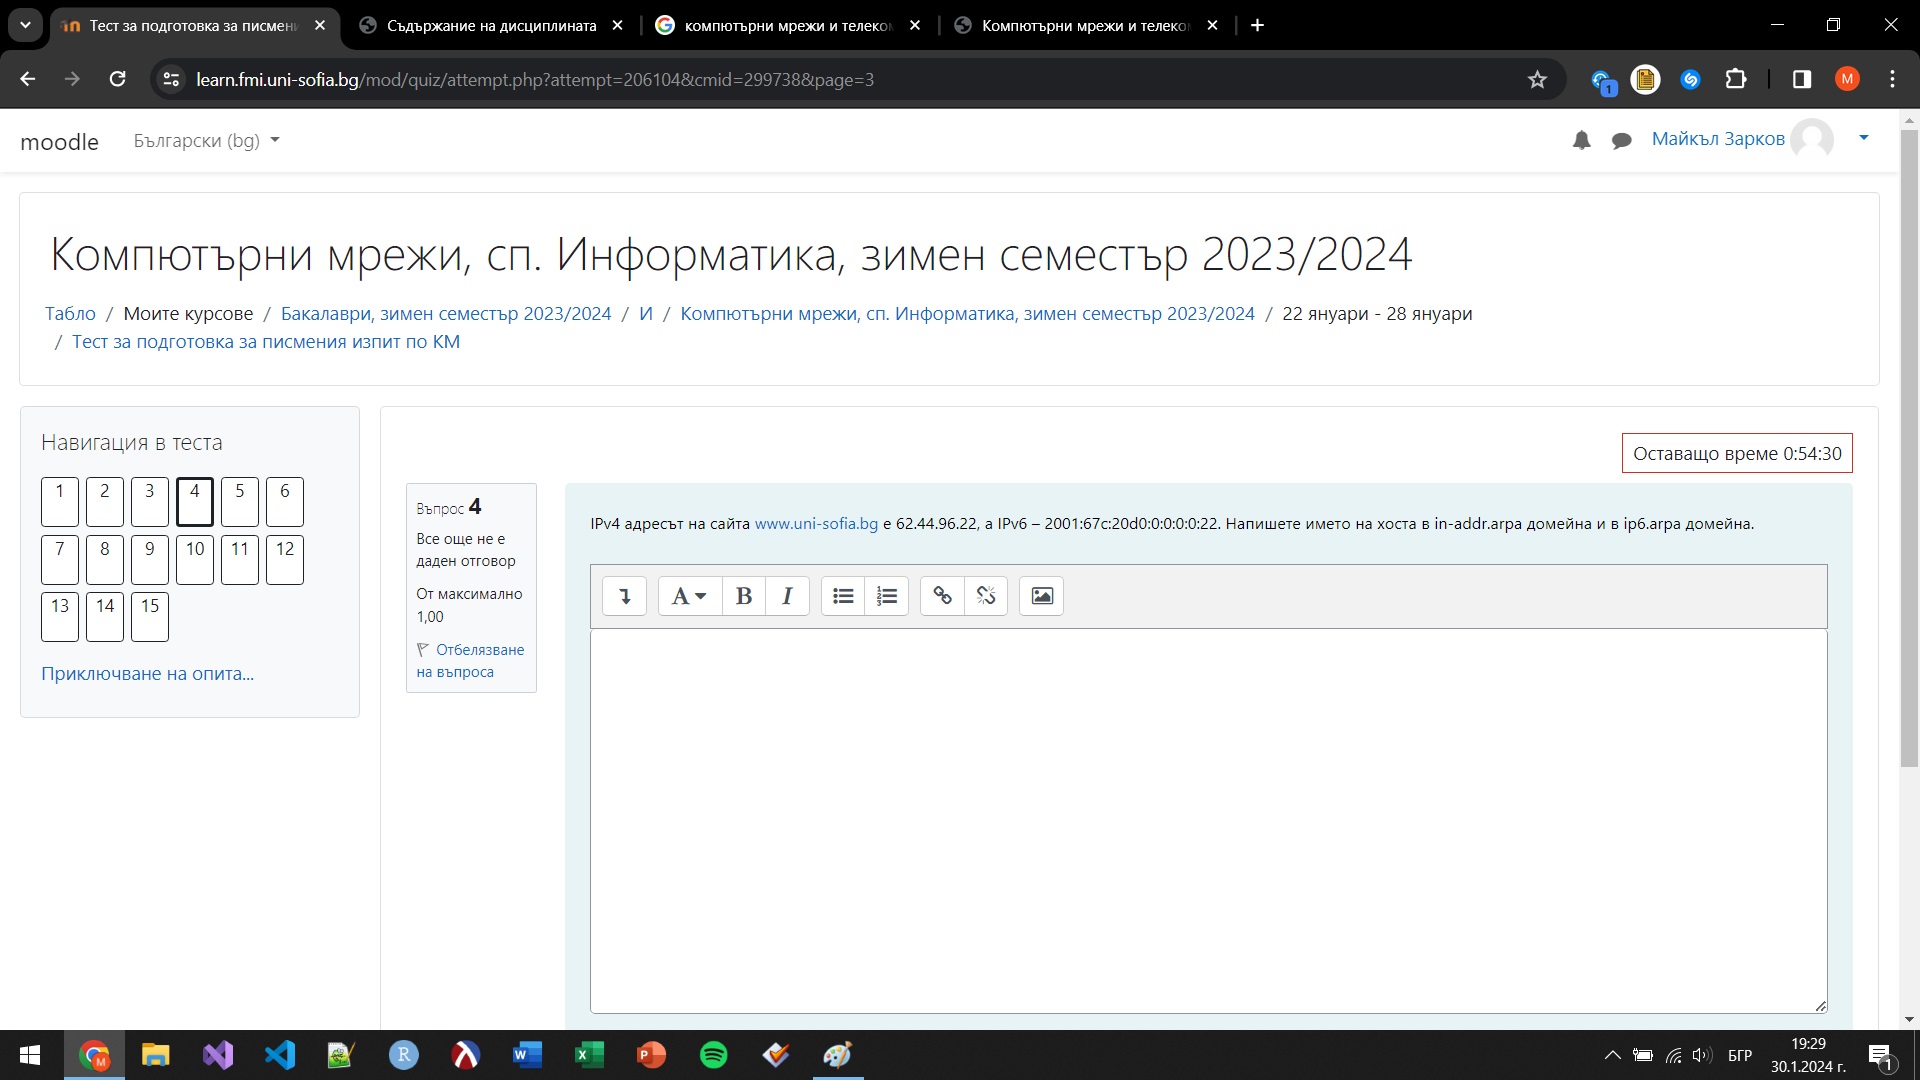 Тест за подготовка за писмени
Съдържание на дисциплината
компютърни мрежи и телеко
Компютърни мрежи и телеко
learn.fmi.uni-sofia.bg/mod/quiz/attempt.php?attempt=206104&cmid=299738&page=3
1
M
moodle
Български (bg)
Майкъл Зарков
Компютърни мрежи, сп. Информатика, зимен семестър 2023/2024
Табло / Моите курсове / Бакалаври, зимен семестър 2023/2024 / И / Компютърни мрежи, сп. Информатика, зимен семестър 2023/2024 / 22 януари - 28 януари
/ Тест за подготовка за писмения изпит по КМ
Навигация в теста
1 2 3 4 5 6
7 8 9 10 11 12
13 14 15
Приключване на опита...
Оставащо време 0:54:30
Въпрос 4
Все още не е
даден отговор
От максимално
1,00
Отбелязване
на въпроса
IPv4 адресът на сайта www.uni-sofia.bg е 62.44.96.22, а IPv6 – 2001:67c:20d0:0:0:0:0:22. Напишете името на хоста в in-addr.arpa домейна и в ip6.arpa домейна.
A B I
БГР
19:29
30.1.2024 г.
1